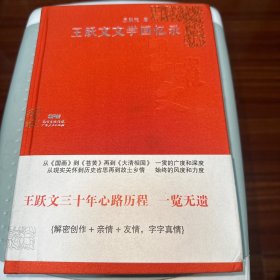 王跃文 著
王跃文文学回忆录
从《国画》到《苍黄》再到《大清相国》 一贯的广度和深度
从现实关怀到历史省思再到故土乡情 始终的风度和力度
王跃文三十年心路历程 一览无遗
{解密创作+亲情+友情，字字真情}